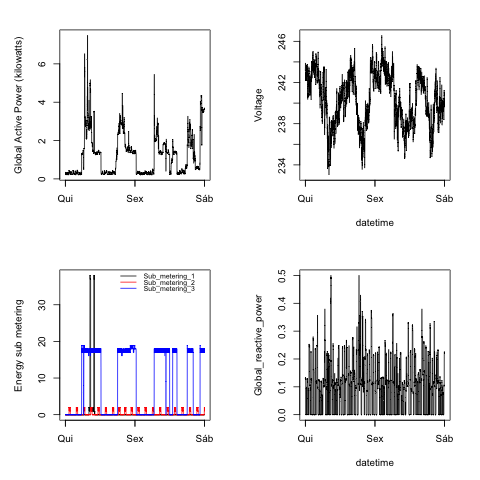 Global Active Power (kilowatts)
0
2
4
6
Qui
Sex
Sáb
Voltage
234
238
242
246
Qui
Sex
Sáb
datetime
Energy sub metering
0
10
20
30
Sub_metering_1
Sub_metering_2
Sub_metering_3
Qui
Sex
Sáb
Global_reactive_power
0.0
0.1
0.2
0.3
0.4
0.5
Qui
Sex
Sáb
datetime